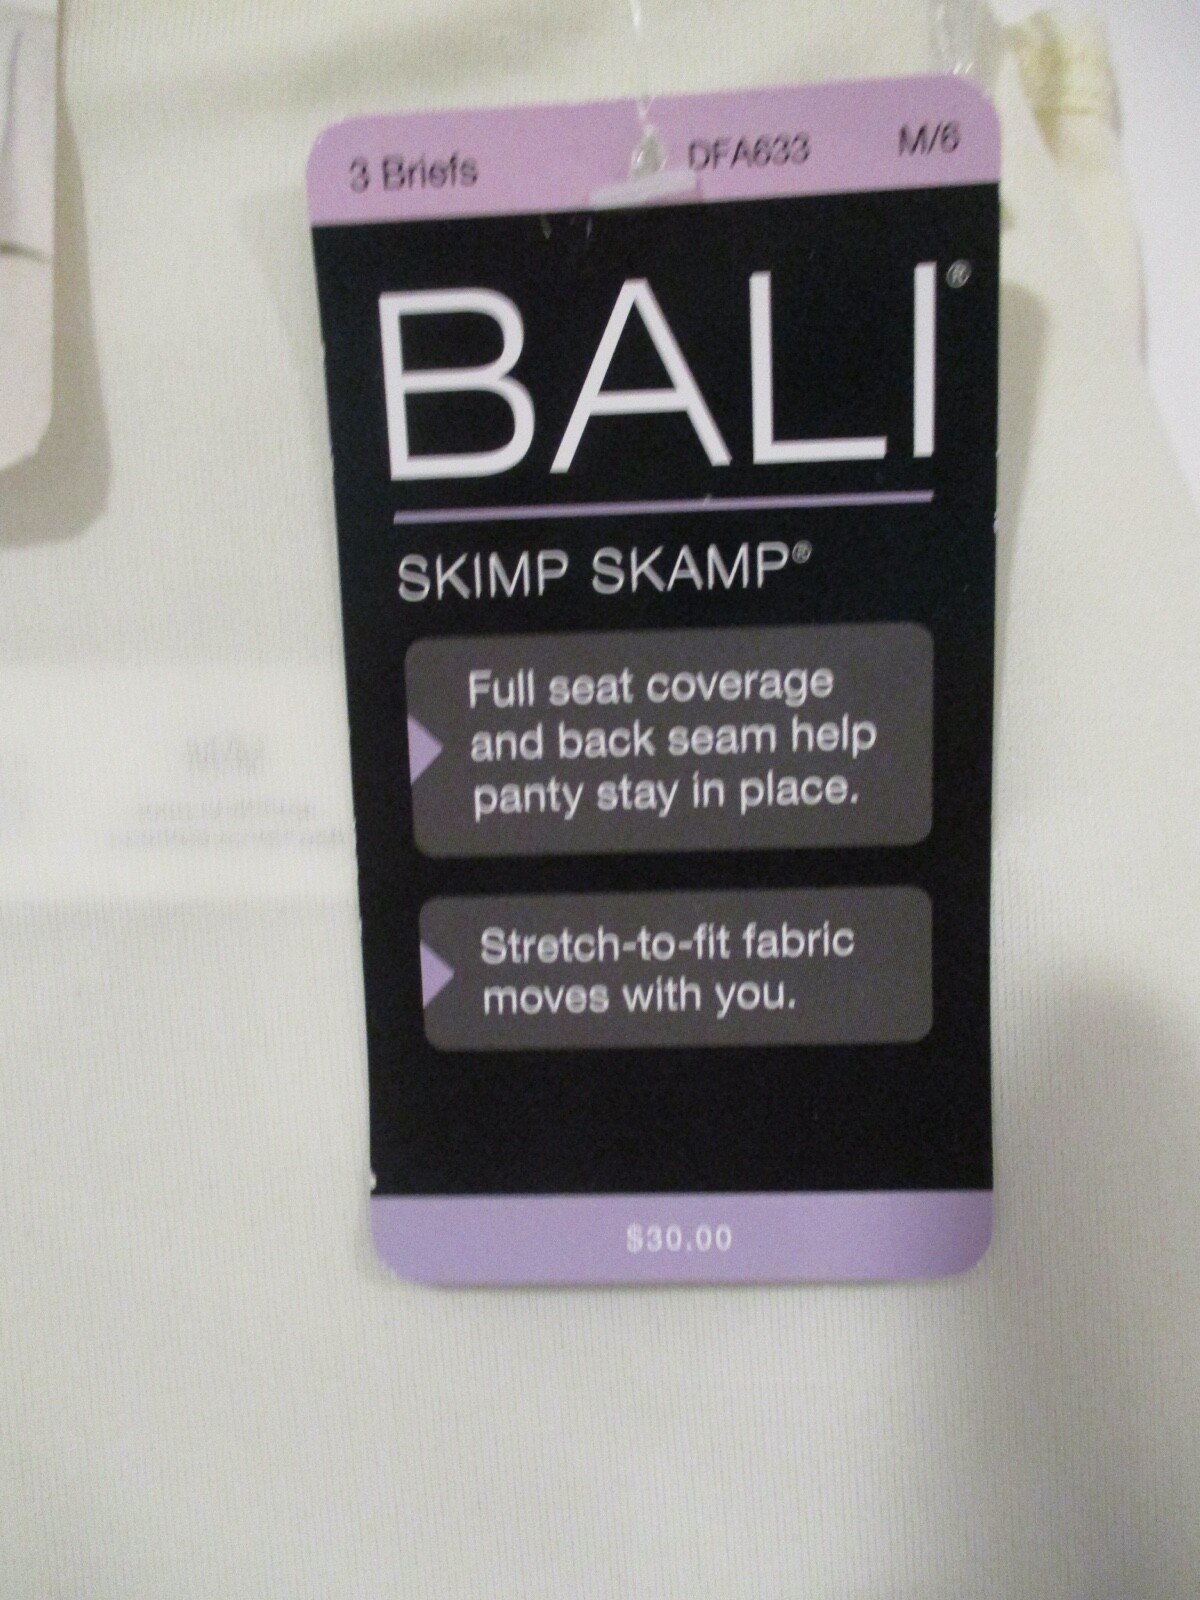 3 Briefs DFA633 M/6
BALI®
SKIMP SKAMP®
Full seat coverage
and back seam help
panty stay in place.
Stretch-to-fit fabric
moves with you.
$30.00